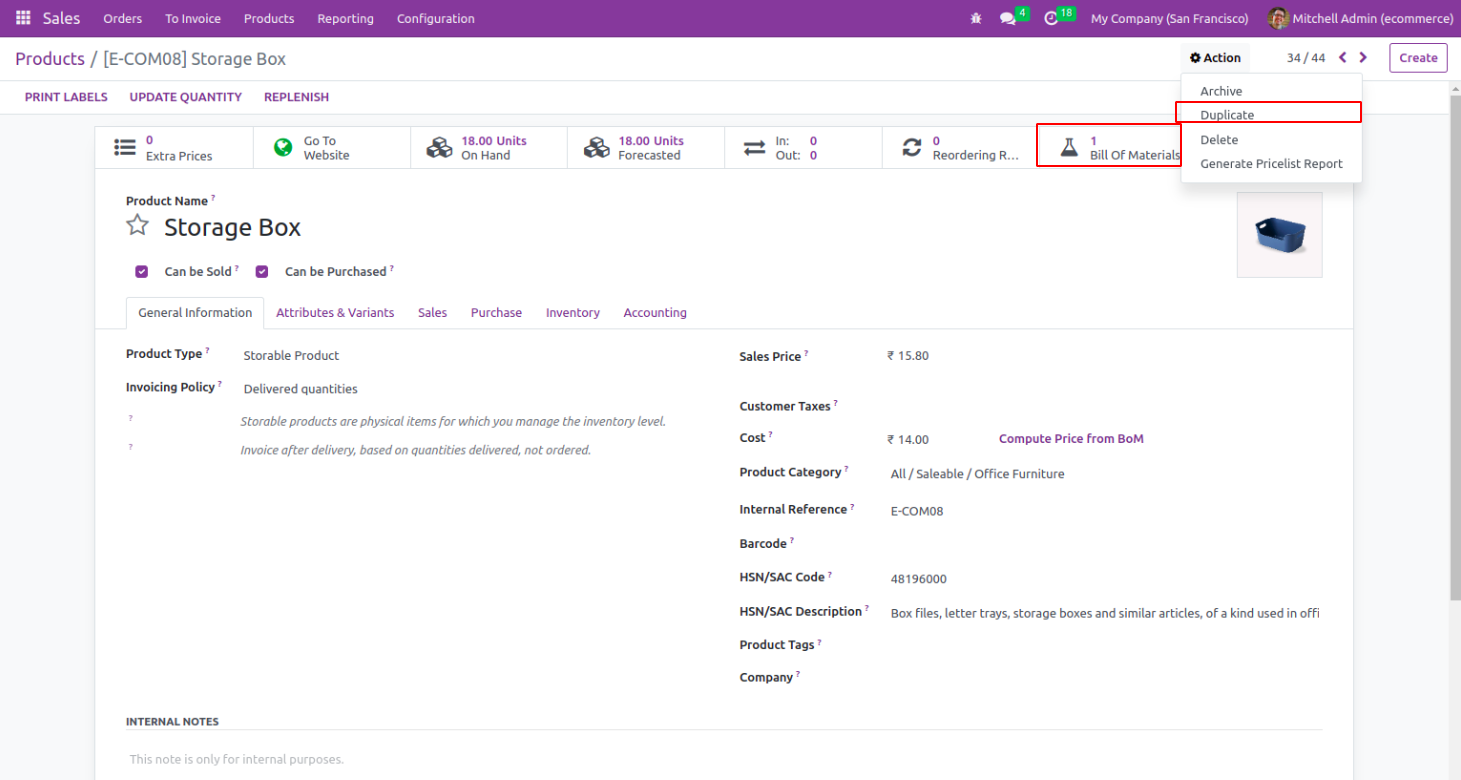 Sales Orders To Invoice Products Reporting Configuration 4 18 My Company (San Francisco) Mitchell Admin (ecommerce)
Products / [E-COM08] Storage Box Action 34 / 44 Create
Archive
Duplicate
Delete
Generate Pricelist Report
PRINT LABELS UPDATE QUANTITY REPLENISH
0
Extra Prices
Go To
Website
18.00 Units
On Hand
18.00 Units
Forecasted
In: 0
Out: 0
0
Reordering R...
1
Bill Of Materials
Product Name ?
Storage Box
Can be Sold ? Can be Purchased ?
General Information Attributes & Variants Sales Purchase Inventory Accounting
Product Type ? Storable Product
Invoicing Policy ? Delivered quantities
? Storable products are physical items for which you manage the inventory level.
? Invoice after delivery, based on quantities delivered, not ordered.
Sales Price ? ₹ 15.80
Customer Taxes ?
Cost ? ₹ 14.00 Compute Price from BoM
Product Category ? All / Saleable / Office Furniture
Internal Reference ? E-COM08
Barcode ?
HSN/SAC Code ? 48196000
HSN/SAC Description ? Box files, letter trays, storage boxes and similar articles, of a kind used in offi
Product Tags ?
Company ?
INTERNAL NOTES
This note is only for internal purposes.